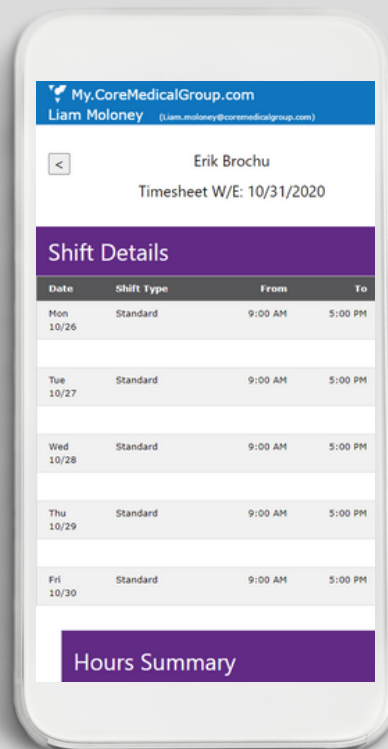 My.CoreMedicalGroup.com
Liam Moloney (Liam.moloney@coremedicalgroup.com)
<
Erik Brochu
Timesheet W/E: 10/31/2020
Shift Details
Date Shift Type From To
Mon Standard 9:00 AM 5:00 PM
10/26
Tue Standard 9:00 AM 5:00 PM
10/27
Wed Standard 9:00 AM 5:00 PM
10/28
Thu Standard 9:00 AM 5:00 PM
10/29
Fri Standard 9:00 AM 5:00 PM
10/30
Hours Summary